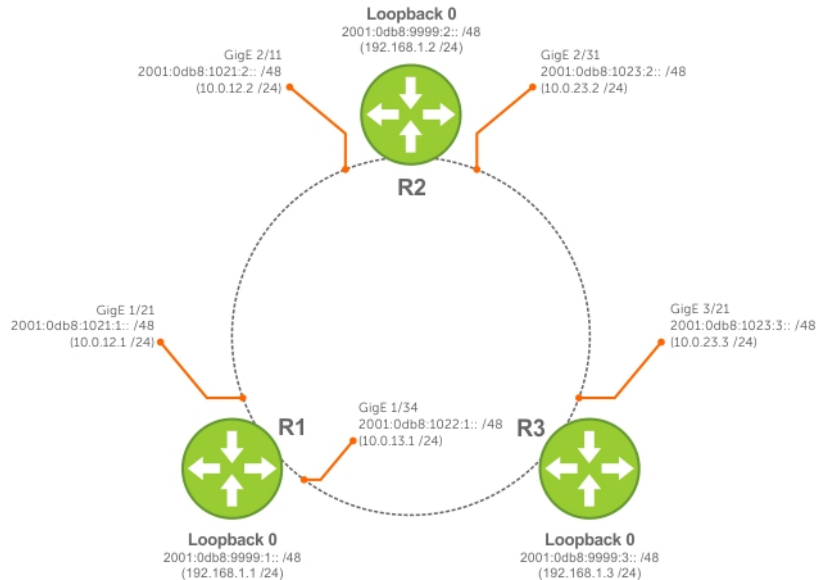 Loopback 0
2001:0db8:9999:2:: /48
(192.168.1.2 /24)
GigE 2/11
2001:0db8:1021:2:: /48
(10.0.12.2 /24)
GigE 2/31
2001:0db8:1023:2:: /48
(10.0.23.2 /24)
R2
GigE 1/21
2001:0db8:1021:1:: /48
(10.0.12.1 /24)
GigE 3/21
2001:0db8:1023:3:: /48
(10.0.23.3 /24)
GigE 1/34
2001:0db8:1022:1:: /48
(10.0.13.1 /24)
R1
R3
Loopback 0
2001:0db8:9999:1:: /48
(192.168.1.1 /24)
Loopback 0
2001:0db8:9999:3:: /48
(192.168.1.3 /24)